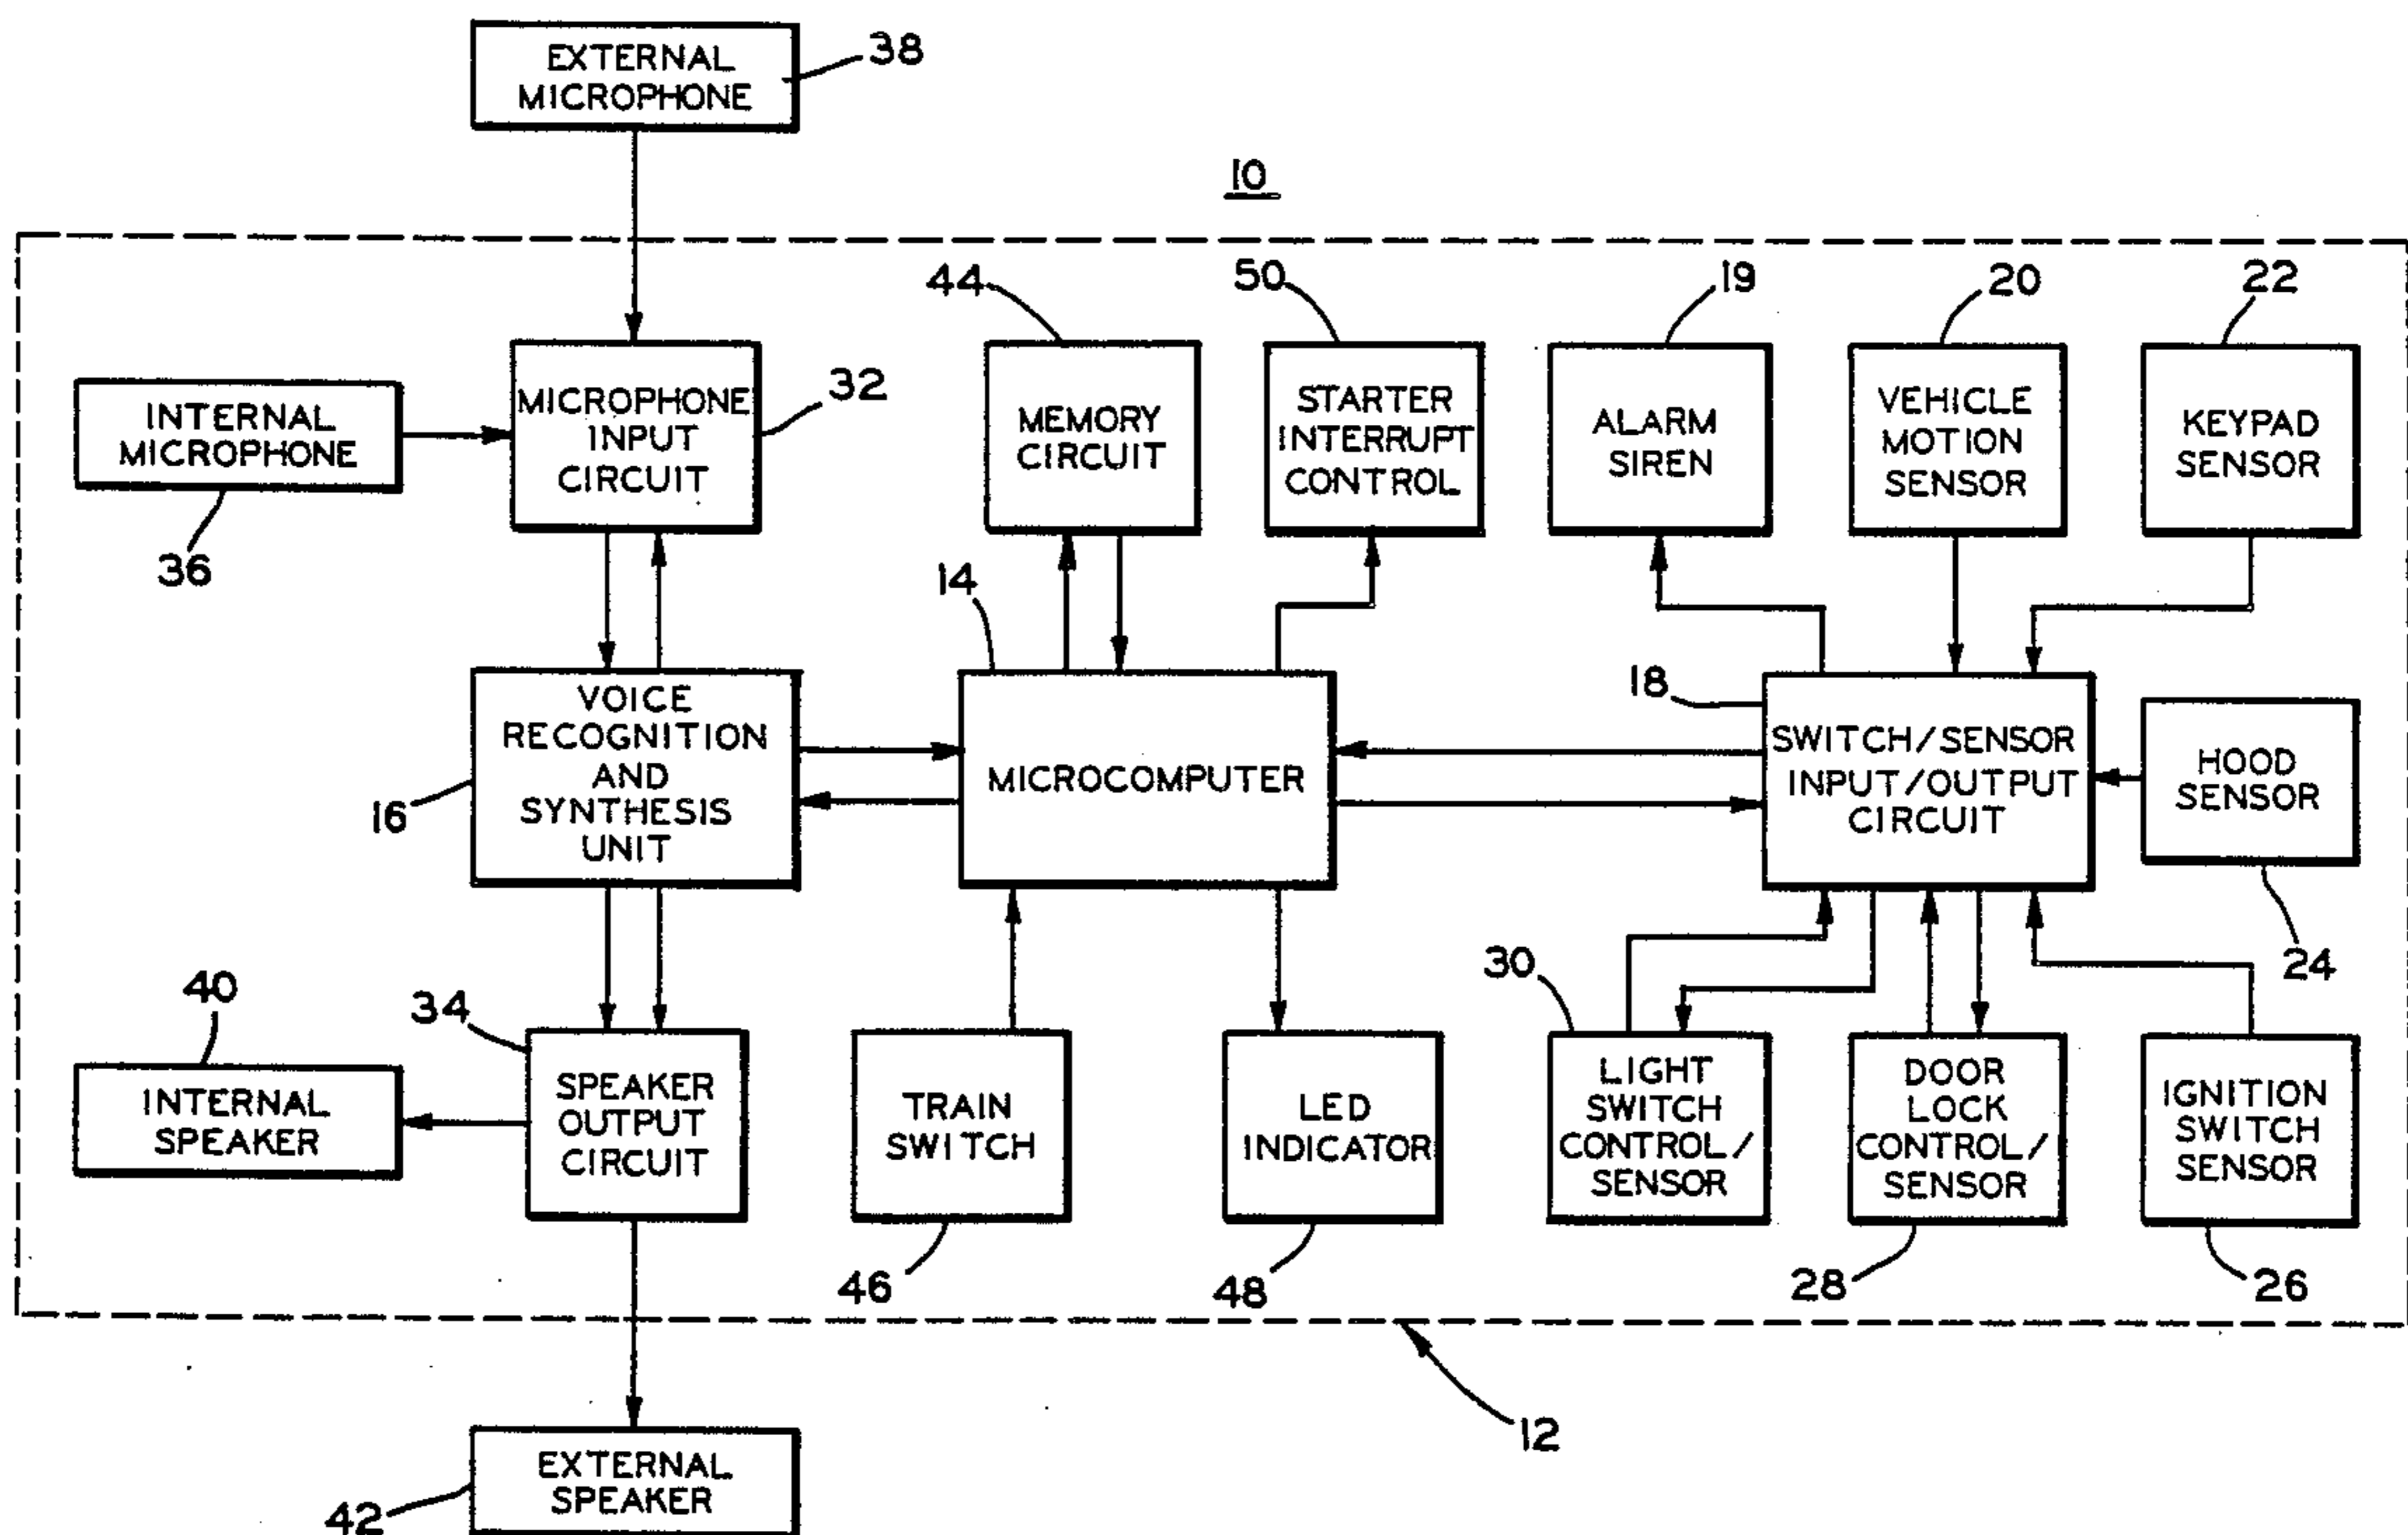 EXTERNAL
MICROPHONE
38
10
44
50
19
20
22
INTERNAL
MICROPHONE
36
MICROPHONE
INPUT
CIRCUIT
32
MEMORY
CIRCUIT
STARTER
INTERRUPT
CONTROL
ALARM
SIREN
VEHICLE
MOTION
SENSOR
KEYPAD
SENSOR
14
18
VOICE
RECOGNITION
AND
SYNTHESIS
UNIT
16
MICROCOMPUTER
SWITCH/SENSOR
INPUT/OUTPUT
CIRCUIT
HOOD
SENSOR
24
40
34
30
INTERNAL
SPEAKER
SPEAKER
OUTPUT
CIRCUIT
TRAIN
SWITCH
LED
INDICATOR
LIGHT
SWITCH
CONTROL/
SENSOR
DOOR
LOCK
CONTROL/
SENSOR
IGNITION
SWITCH
SENSOR
46
48
28
26
12
EXTERNAL
SPEAKER
42